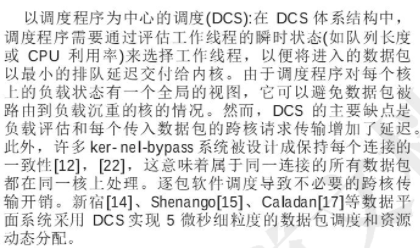 以调度程序为中心的调度(DCS):在 DCS 体系结构中，
调度程序需要通过评估工作线程的瞬时状态(如队列长度
或 CPU 利用率)来选择工作线程，以便将进入的数据包
以最小的排队延迟交付给内核。由于调度程序对每个核
上的负载状态有一个全局的视图，它可以避免数据包被
路由到负载沉重的核的情况。然而，DCS 的主要缺点是
负载评估和每个传入数据包的跨核请求传输增加了延迟。
此外，许多 ker- nel-bypass 系统被设计成保持每个连接的
一致性[12]，[22]，这意味着属于同一连接的所有数据包
都在同一核上处理。逐包软件调度导致不必要的跨核传
输开销。新宿[14]、Shenango[15]、Caladan[17]等数据平
面系统采用 DCS 实现 5 微秒细粒度的数据包调度和资源
动态分配。